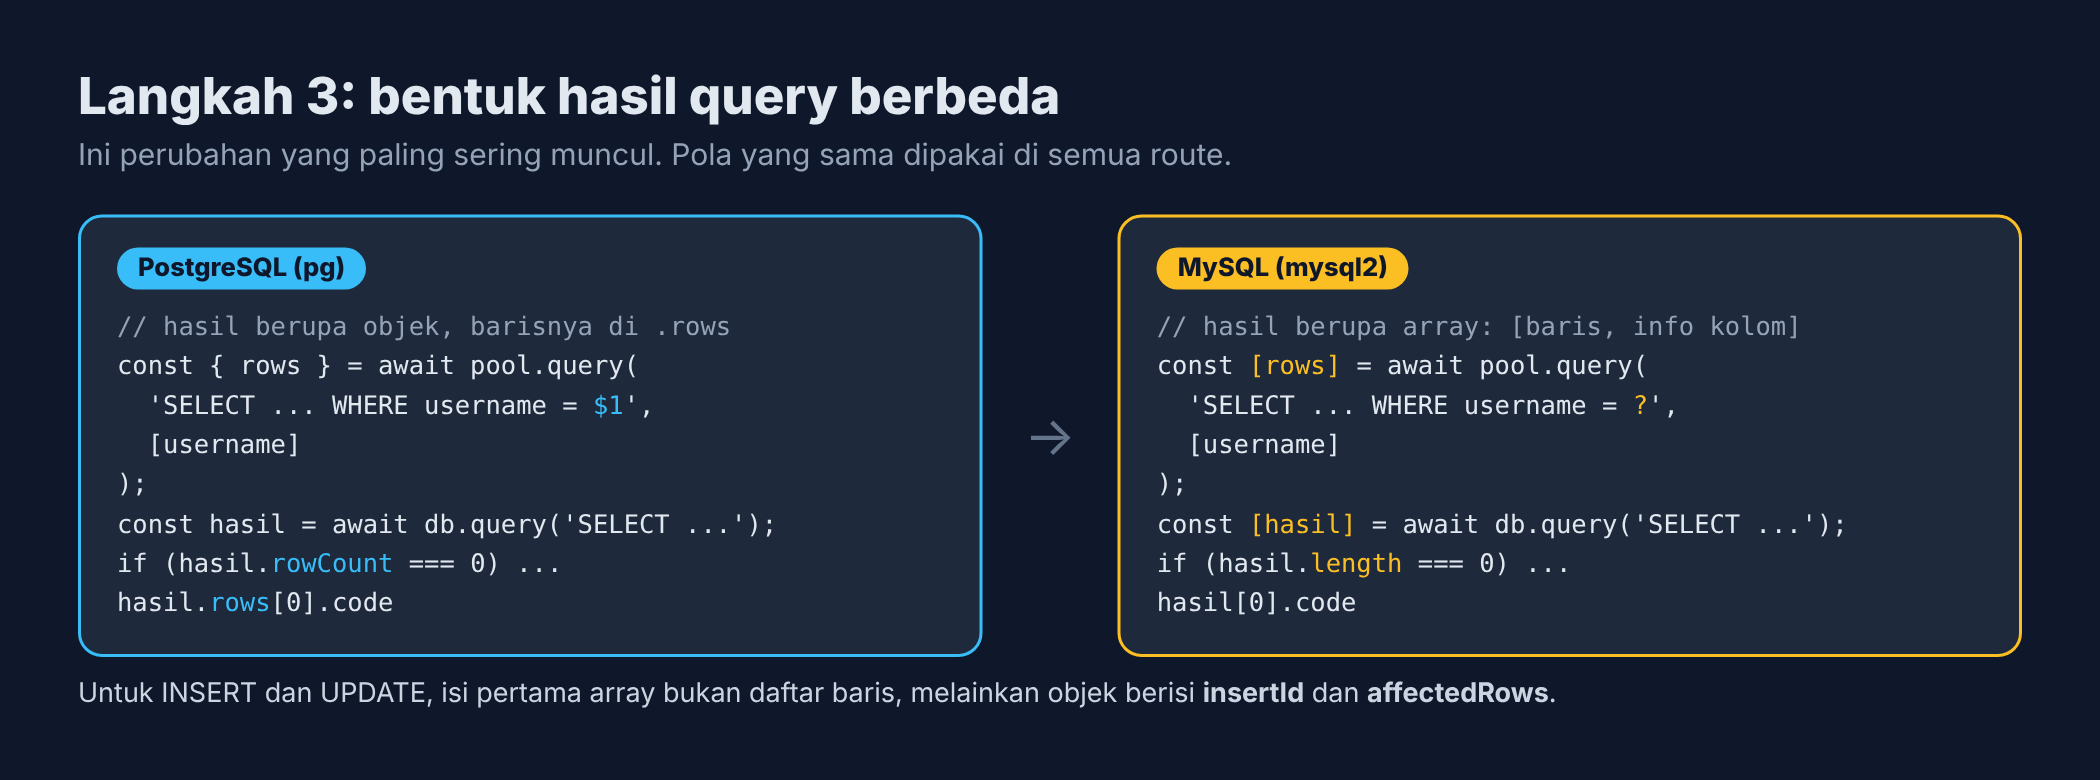 Langkah 3: bentuk hasil query berbeda
Ini perubahan yang paling sering muncul. Pola yang sama dipakai di semua route.
PostgreSQL (pg)
// hasil berupa objek, barisnya di .rows
const { rows } = await pool.query(
  'SELECT ... WHERE username = $1',
  [username]
);
const hasil = await db.query('SELECT ...');
if (hasil.rowCount === 0) ...
hasil.rows[0].code
→
MySQL (mysql2)
// hasil berupa array: [baris, info kolom]
const [rows] = await pool.query(
  'SELECT ... WHERE username = ?',
  [username]
);
const [hasil] = await db.query('SELECT ...');
if (hasil.length === 0) ...
hasil[0].code
Untuk INSERT dan UPDATE, isi pertama array bukan daftar baris, melainkan objek berisi insertId dan affectedRows.